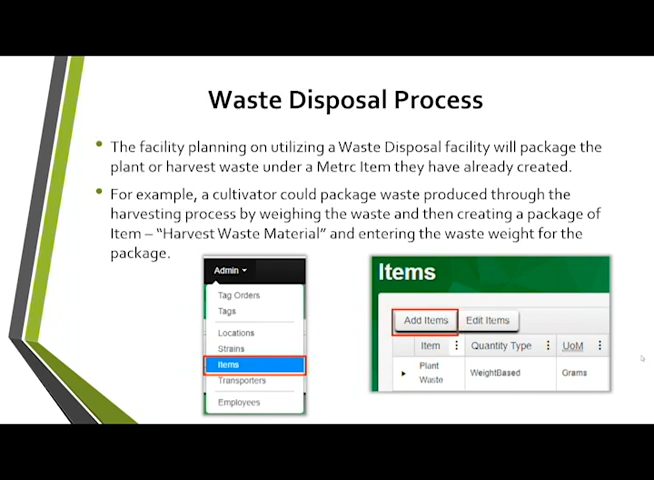 Waste Disposal Process
• The facility planning on utilizing a Waste Disposal facility will package the
plant or harvest waste under a Metrc Item they have already created.
• For example, a cultivator could package waste produced through the
harvesting process by weighing the waste and then creating a package of
Item – “Harvest Waste Material” and entering the waste weight for the
package.
Admin
Tag Orders
Tags
Locations
Strains
Items
Transporters
Employees
Items
Add Items Edit Items
Item Quantity Type UoM
Plant
Waste WeightBased Grams